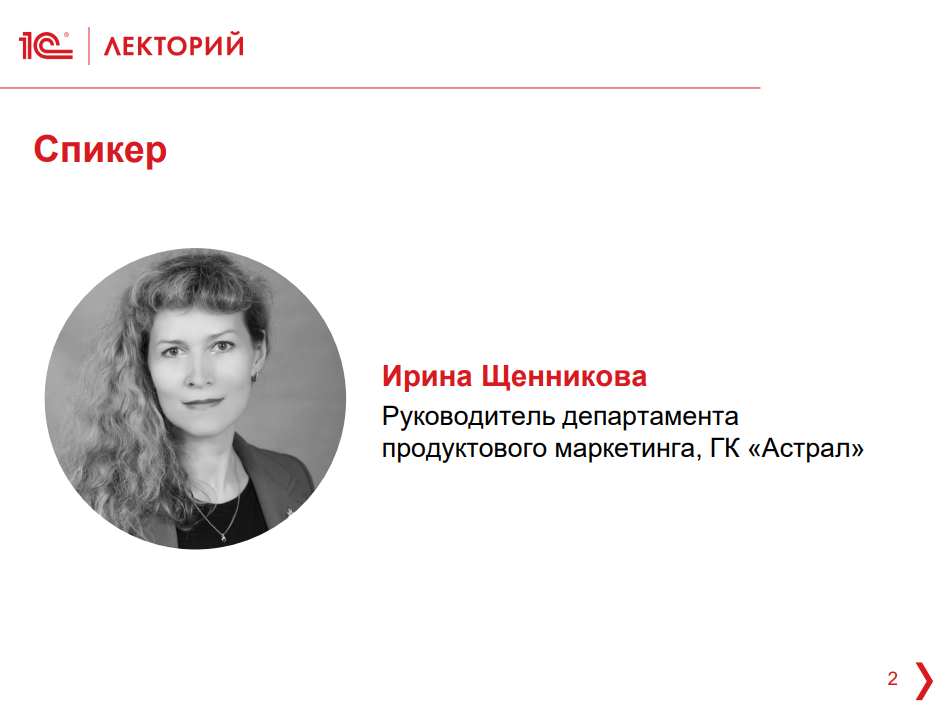 1С® ЛЕКТОРИЙ
Спикер
Ирина Щенникова
Руководитель департамента
продуктового маркетинга, ГК «Астрал»
2